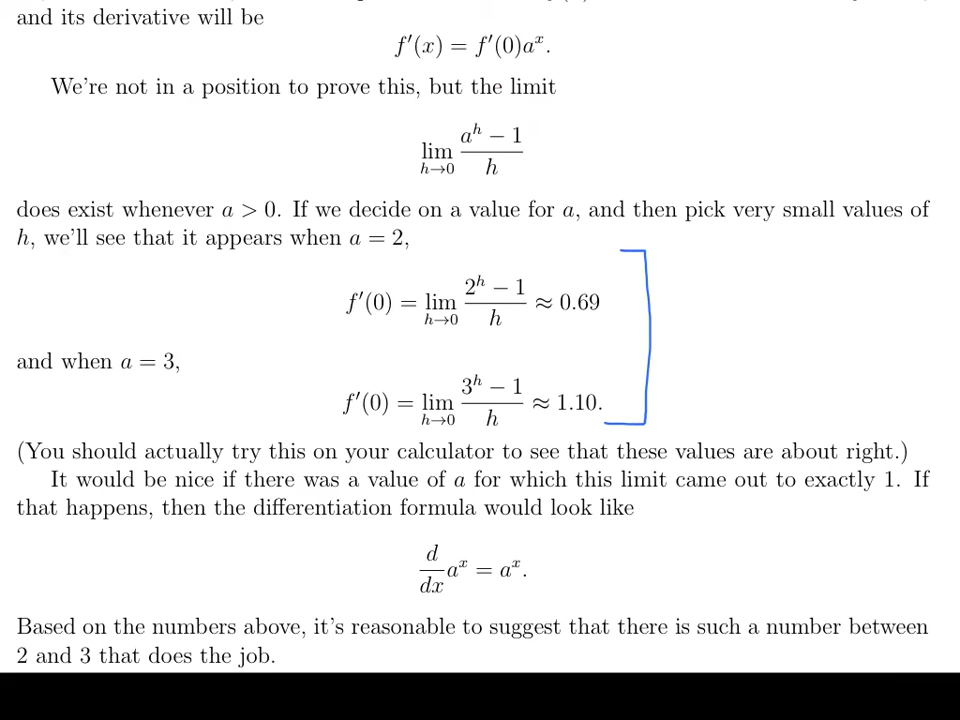 and its derivative will be
f′(x) = f′(0)aˣ.
We're not in a position to prove this, but the limit
lim_{h→0} (aʰ − 1)/h
does exist whenever a > 0. If we decide on a value for a, and then pick very small values of
h, we'll see that it appears when a = 2,
f′(0) = lim_{h→0} (2ʰ − 1)/h ≈ 0.69
and when a = 3,
f′(0) = lim_{h→0} (3ʰ − 1)/h ≈ 1.10.
(You should actually try this on your calculator to see that these values are about right.)
It would be nice if there was a value of a for which this limit came out to exactly 1. If
that happens, then the differentiation formula would look like
d/dx aˣ = aˣ.
Based on the numbers above, it's reasonable to suggest that there is such a number between
2 and 3 that does the job.